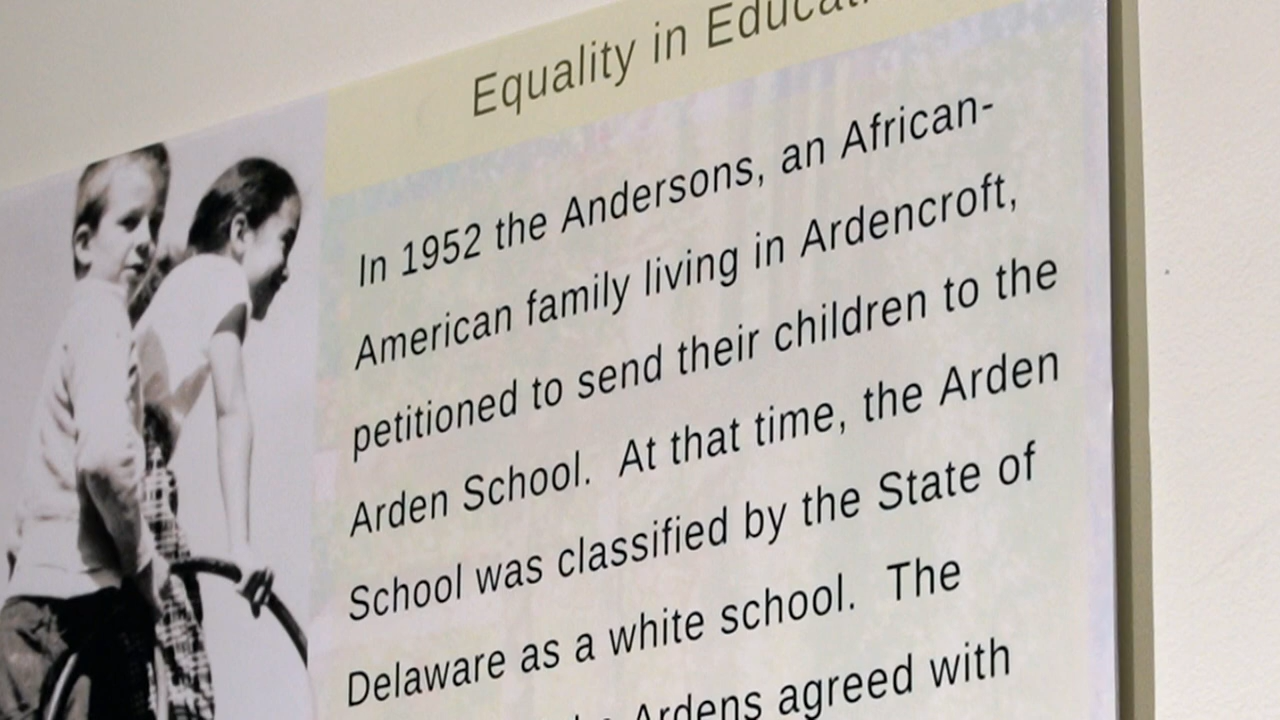 Equality in
In 1952 the Andersons, an African-
American family living in Ardencroft,
petitioned to send their children to the
Arden School.  At that time, the Arden
School was classified by the State of
Delaware as a white school.  The
Ardens agreed with